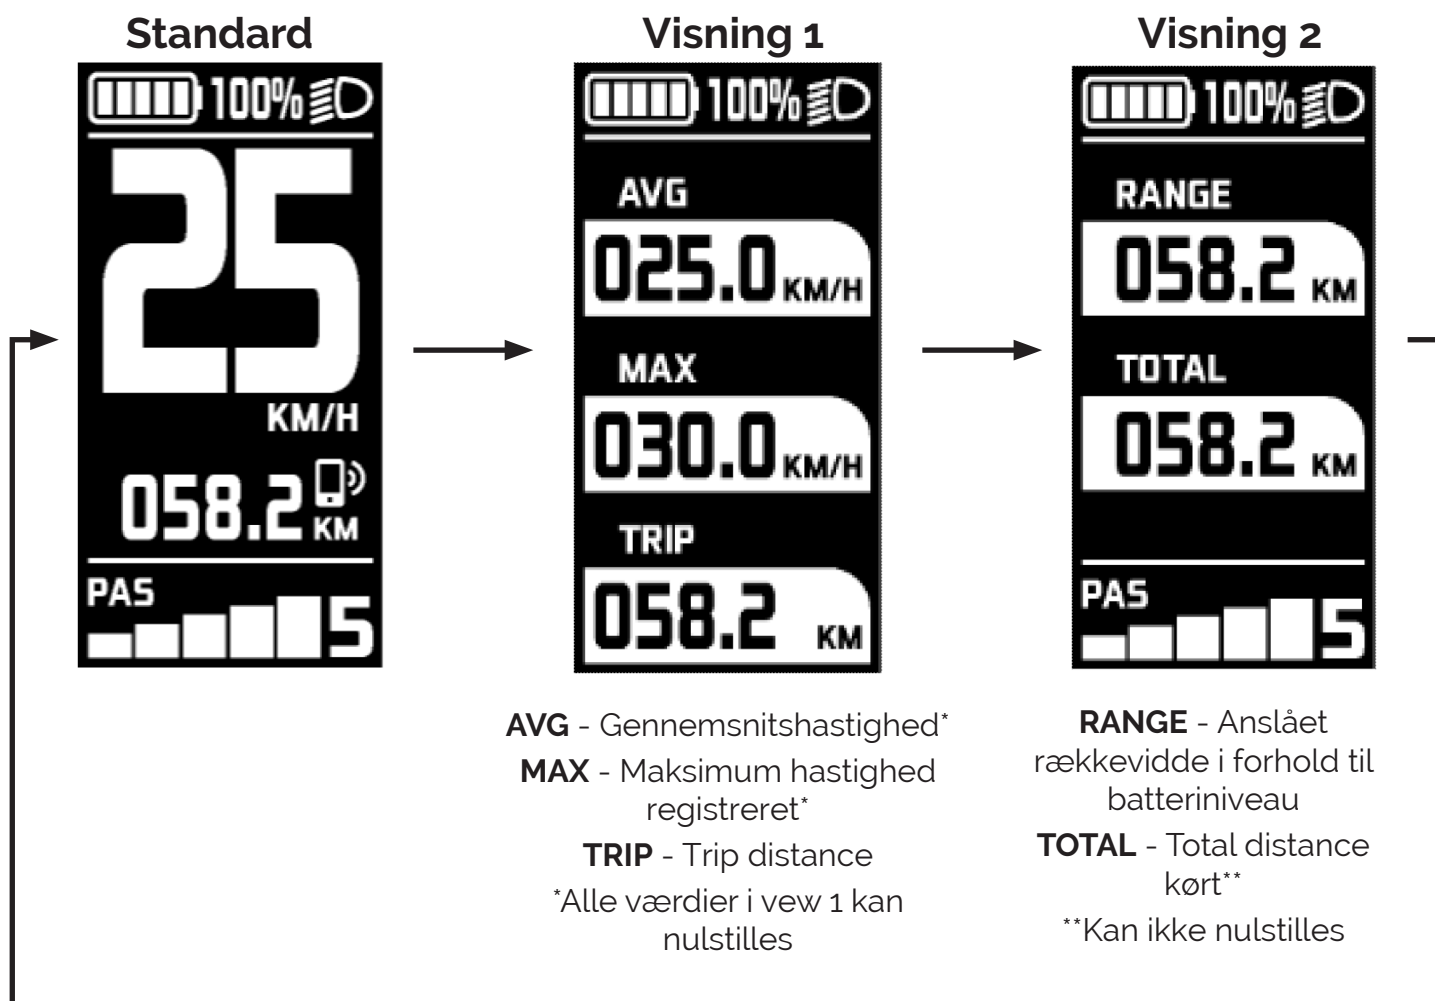 Standard
100%
25
KM/H
058.2
KM
PAS
5
Visning 1
100%
AVG
025.0 KM/H
MAX
030.0 KM/H
TRIP
058.2 KM
AVG - Gennemsnitshastighed*
MAX - Maksimum hastighed
registreret*
TRIP - Trip distance
*Alle værdier i vew 1 kan
nulstilles
Visning 2
100%
RANGE
058.2 KM
TOTAL
058.2 KM
PAS
5
RANGE - Anslået
rækkevidde i forhold til
batteriniveau
TOTAL - Total distance
kørt**
**Kan ikke nulstilles